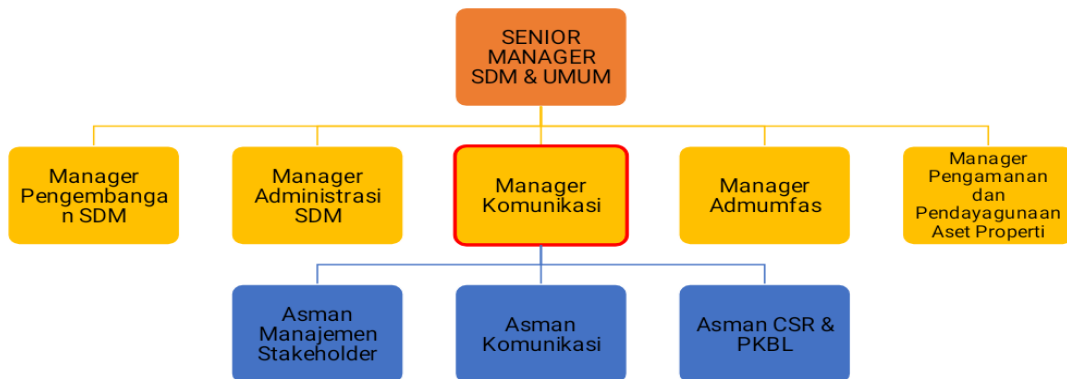 SENIOR
MANAGER
SDM & UMUM
Manager
Pengembanga
n SDM
Manager
Administrasi
SDM
Manager
Komunikasi
Manager
Admumfas
Manager
Pengamanan
dan
Pendayagunaan
Aset Properti
Asman
Manajemen
Stakeholder
Asman
Komunikasi
Asman CSR &
PKBL